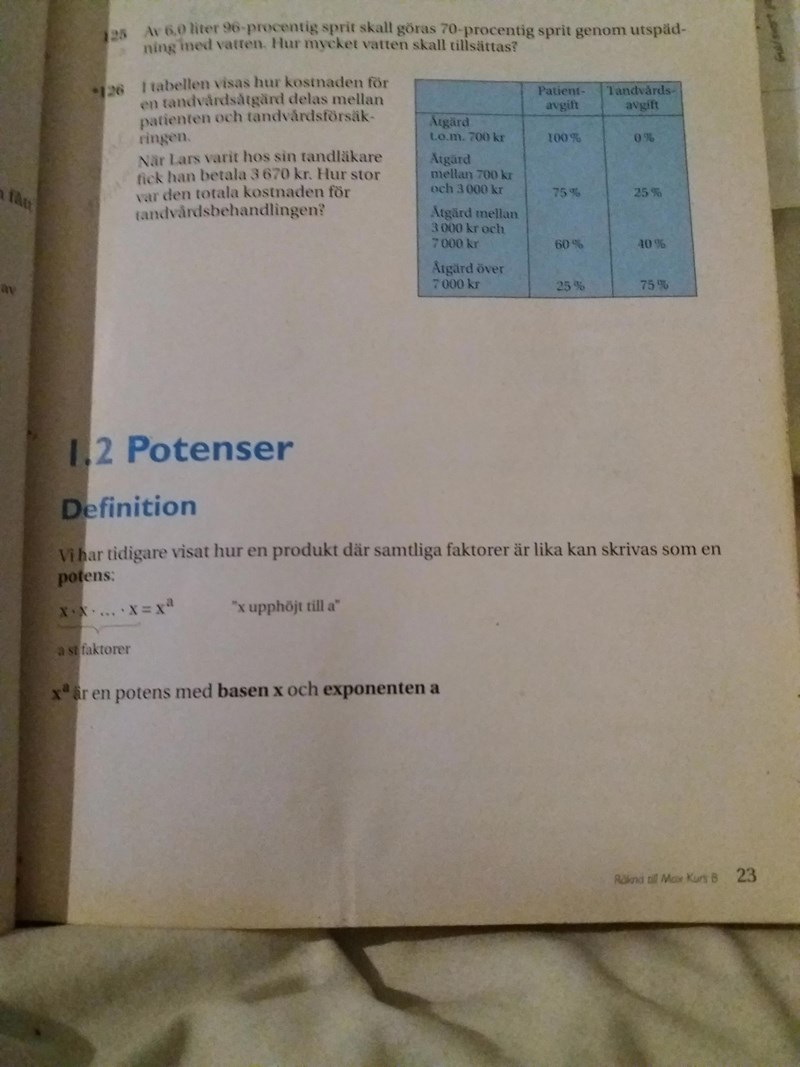 125 Av 6,0 liter 96-procentig sprit skall göras 70-procentig sprit genom utspäd-
ning med vatten. Hur mycket vatten skall tillsättas?
*126 I tabellen visas hur kostnaden för
en tandvårdsåtgärd delas mellan
patienten och tandvårdsförsäk-
ringen.
När Lars varit hos sin tandläkare
fick han betala 3 670 kr. Hur stor
var den totala kostnaden för
tandvårdsbehandlingen?
Patient- Tandvårds-
avgift avgift
Åtgärd
t.o.m. 700 kr 100 % 0 %
Åtgärd
mellan 700 kr
och 3 000 kr 75 % 25 %
Åtgärd mellan
3 000 kr och
7 000 kr 60 % 40 %
Åtgärd över
7 000 kr 25 % 75 %
1.2 Potenser
Definition
Vi har tidigare visat hur en produkt där samtliga faktorer är lika kan skrivas som en
potens:
x · x · ... · x = xᵃ "x upphöjt till a"
a st faktorer
xᵃ är en potens med basen x och exponenten a
Räkna till Max Kurs B 23
av